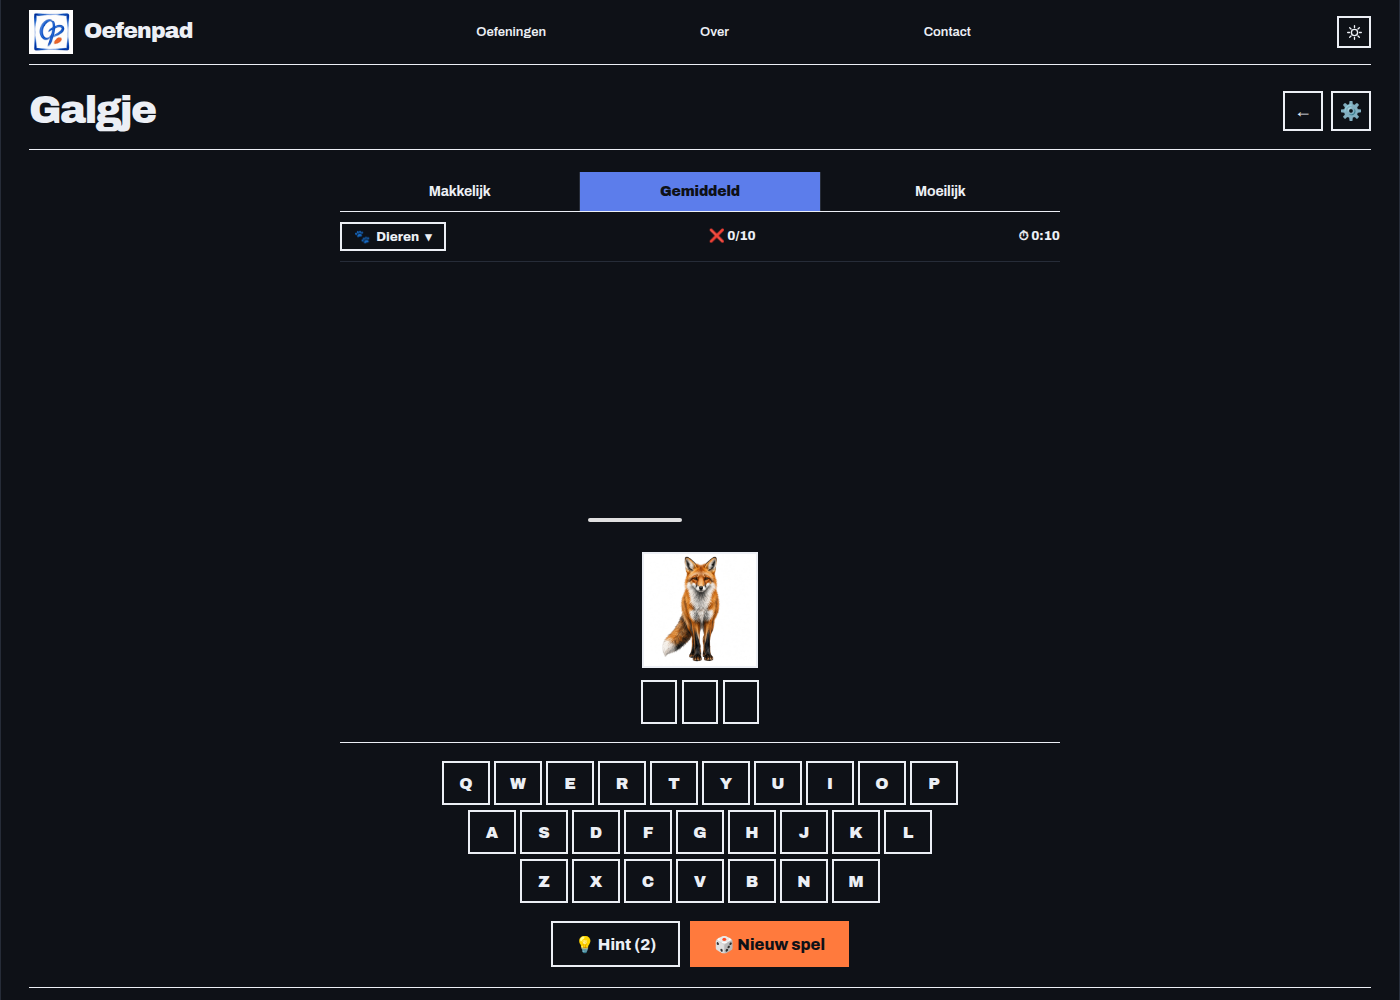 Oefenpad
Oefeningen
Over
Contact
Galgje
←
Makkelijk
Gemiddeld
Moeilijk
Dieren ▼
❌ 0/10
⏱ 0:10
Q W E R T Y U I O P
A S D F G H J K L
Z X C V B N M
💡 Hint (2)
🎲 Nieuw spel